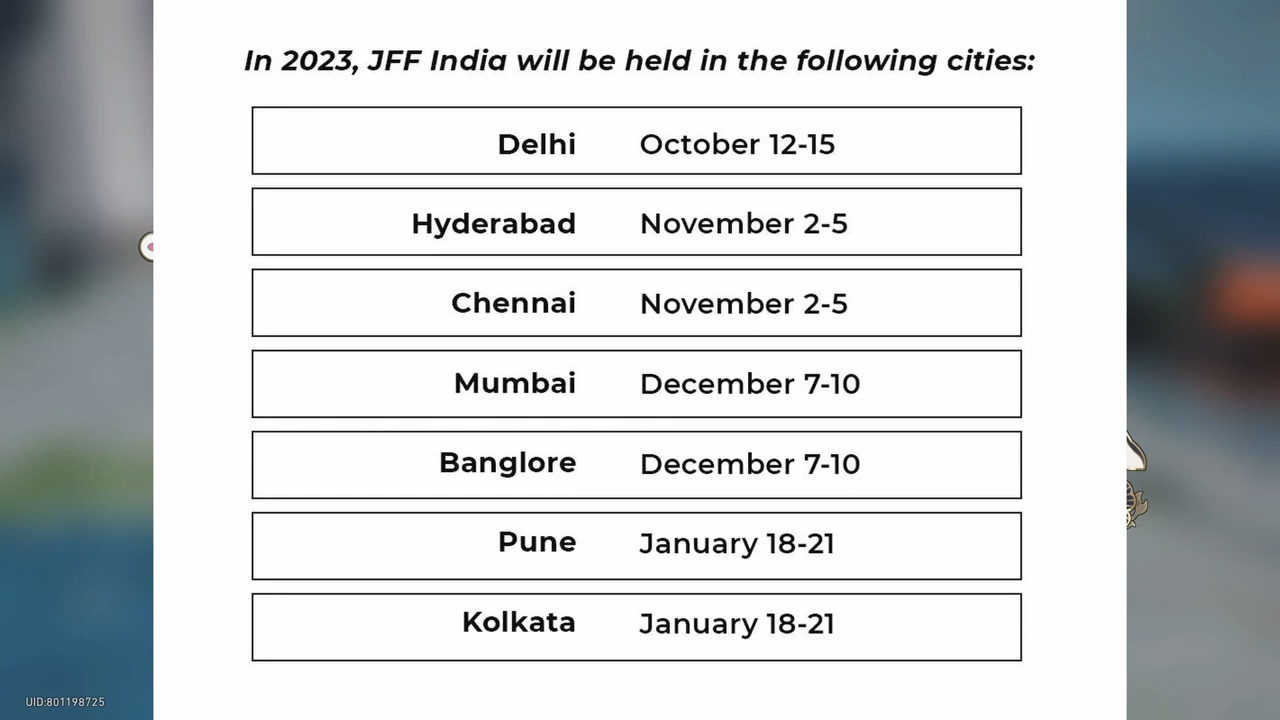 In 2023, JFF India will be held in the following cities:
Delhi October 12-15
Hyderabad November 2-5
Chennai November 2-5
Mumbai December 7-10
Banglore December 7-10
Pune January 18-21
Kolkata January 18-21
UID:801198725